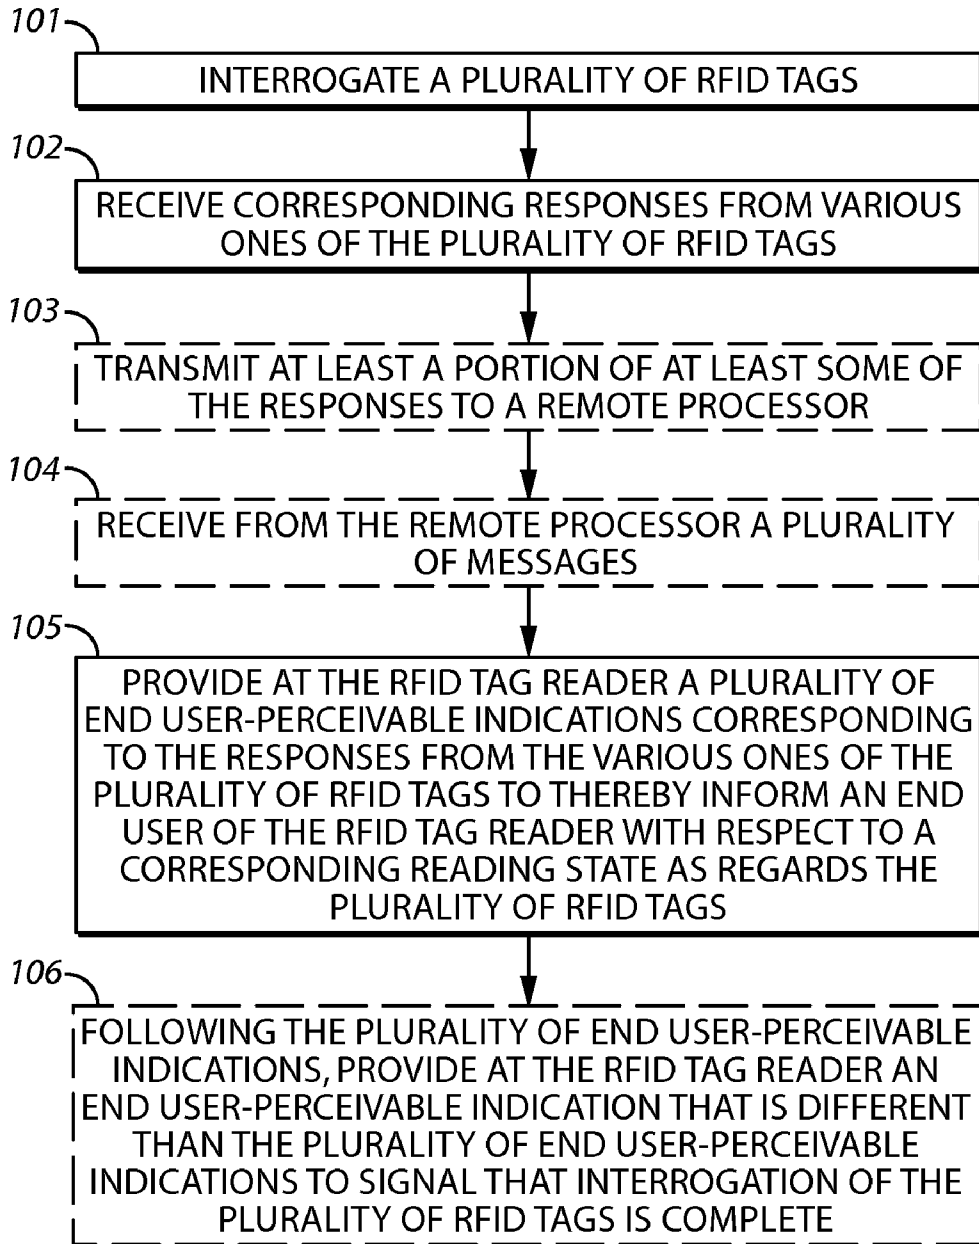 101
INTERROGATE A PLURALITY OF RFID TAGS
102
RECEIVE CORRESPONDING RESPONSES FROM VARIOUS
ONES OF THE PLURALITY OF RFID TAGS
103
TRANSMIT AT LEAST A PORTION OF AT LEAST SOME OF
THE RESPONSES TO A REMOTE PROCESSOR
104
RECEIVE FROM THE REMOTE PROCESSOR A PLURALITY
OF MESSAGES
105
PROVIDE AT THE RFID TAG READER A PLURALITY OF
END USER-PERCEIVABLE INDICATIONS CORRESPONDING
TO THE RESPONSES FROM THE VARIOUS ONES OF THE
PLURALITY OF RFID TAGS TO THEREBY INFORM AN END
USER OF THE RFID TAG READER WITH RESPECT TO A
CORRESPONDING READING STATE AS REGARDS THE
PLURALITY OF RFID TAGS
106
FOLLOWING THE PLURALITY OF END USER-PERCEIVABLE
INDICATIONS, PROVIDE AT THE RFID TAG READER AN
END USER-PERCEIVABLE INDICATION THAT IS DIFFERENT
THAN THE PLURALITY OF END USER-PERCEIVABLE
INDICATIONS TO SIGNAL THAT INTERROGATION OF THE
PLURALITY OF RFID TAGS IS COMPLETE